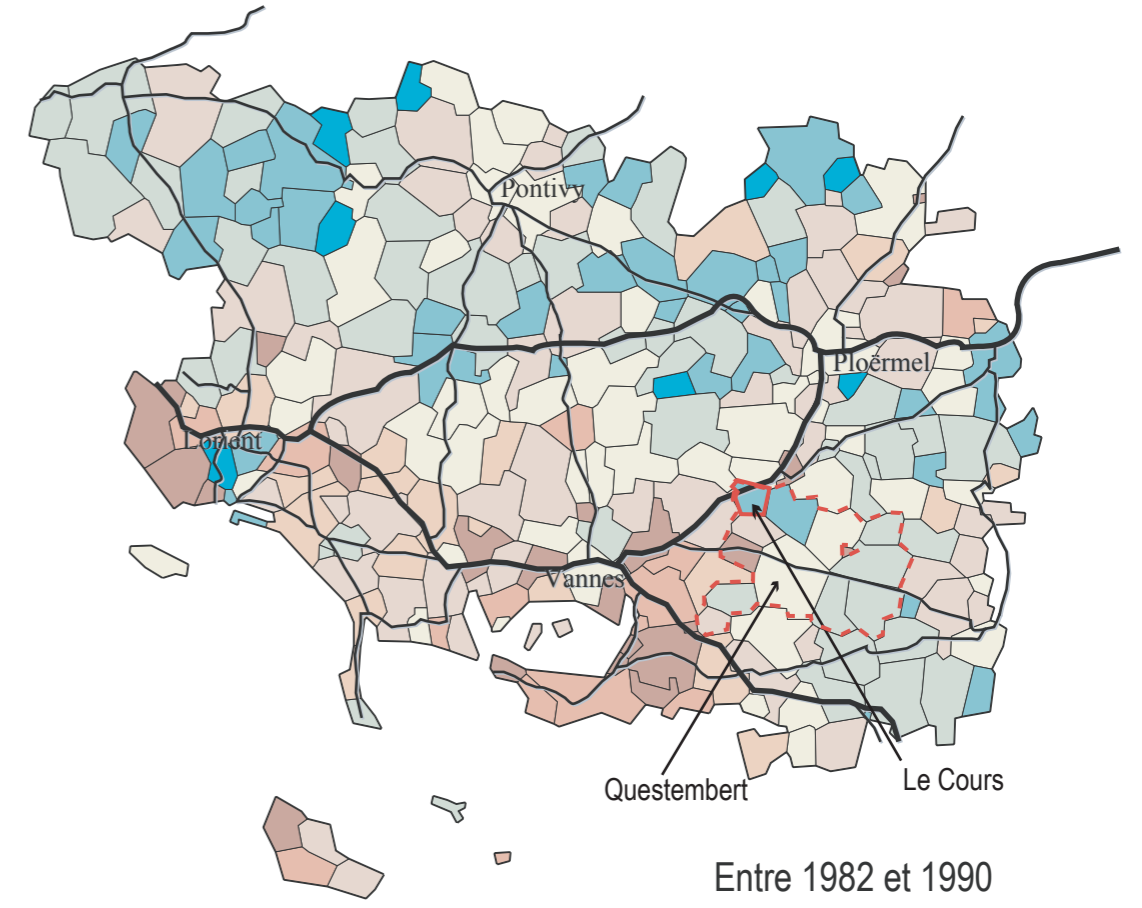 Pontivy
Ploërmel
Lorient
Vannes
Questembert
Le Cours
Entre 1982 et 1990